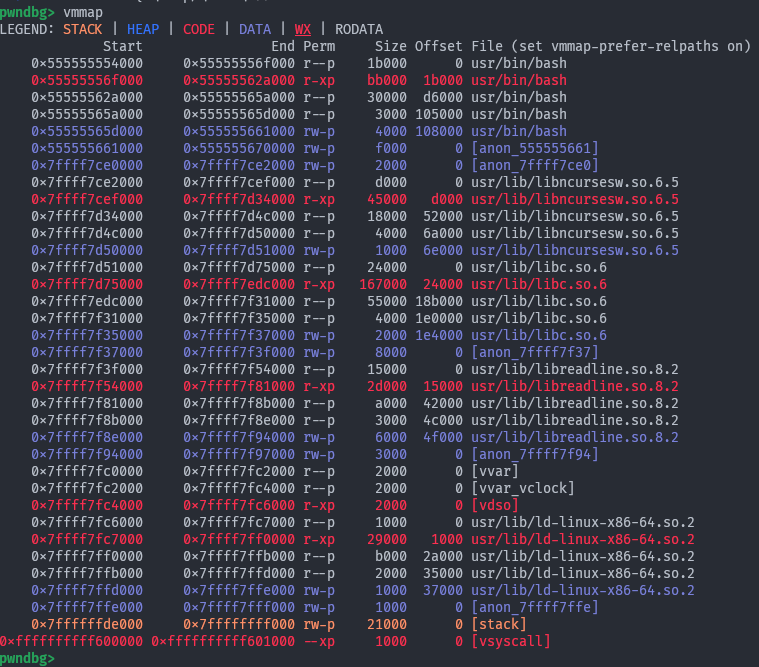 pwndbg> vmmap
LEGEND: STACK | HEAP | CODE | DATA | WX | RODATA
             Start                End Perm     Size Offset File (set vmmap-prefer-relpaths on)
    0x555555554000     0x55555556f000 r--p    1b000      0 usr/bin/bash
    0x55555556f000     0x55555562a000 r-xp    bb000  1b000 usr/bin/bash
    0x55555562a000     0x55555565a000 r--p    30000  d6000 usr/bin/bash
    0x55555565a000     0x55555565d000 r--p     3000 105000 usr/bin/bash
    0x55555565d000     0x555555661000 rw-p     4000 108000 usr/bin/bash
    0x555555661000     0x555555670000 rw-p     f000      0 [anon_555555661]
    0x7ffff7ce0000     0x7ffff7ce2000 rw-p     2000      0 [anon_7ffff7ce0]
    0x7ffff7ce2000     0x7ffff7cef000 r--p     d000      0 usr/lib/libncursesw.so.6.5
    0x7ffff7cef000     0x7ffff7d34000 r-xp    45000   d000 usr/lib/libncursesw.so.6.5
    0x7ffff7d34000     0x7ffff7d4c000 r--p    18000  52000 usr/lib/libncursesw.so.6.5
    0x7ffff7d4c000     0x7ffff7d50000 r--p     4000  6a000 usr/lib/libncursesw.so.6.5
    0x7ffff7d50000     0x7ffff7d51000 rw-p     1000  6e000 usr/lib/libncursesw.so.6.5
    0x7ffff7d51000     0x7ffff7d75000 r--p    24000      0 usr/lib/libc.so.6
    0x7ffff7d75000     0x7ffff7edc000 r-xp   167000  24000 usr/lib/libc.so.6
    0x7ffff7edc000     0x7ffff7f31000 r--p    55000 18b000 usr/lib/libc.so.6
    0x7ffff7f31000     0x7ffff7f35000 r--p     4000 1e0000 usr/lib/libc.so.6
    0x7ffff7f35000     0x7ffff7f37000 rw-p     2000 1e4000 usr/lib/libc.so.6
    0x7ffff7f37000     0x7ffff7f3f000 rw-p     8000      0 [anon_7ffff7f37]
    0x7ffff7f3f000     0x7ffff7f54000 r--p    15000      0 usr/lib/libreadline.so.8.2
    0x7ffff7f54000     0x7ffff7f81000 r-xp    2d000  15000 usr/lib/libreadline.so.8.2
    0x7ffff7f81000     0x7ffff7f8b000 r--p     a000  42000 usr/lib/libreadline.so.8.2
    0x7ffff7f8b000     0x7ffff7f8e000 r--p     3000  4c000 usr/lib/libreadline.so.8.2
    0x7ffff7f8e000     0x7ffff7f94000 rw-p     6000  4f000 usr/lib/libreadline.so.8.2
    0x7ffff7f94000     0x7ffff7f97000 rw-p     3000      0 [anon_7ffff7f94]
    0x7ffff7fc0000     0x7ffff7fc2000 r--p     2000      0 [vvar]
    0x7ffff7fc2000     0x7ffff7fc4000 r--p     2000      0 [vvar_vclock]
    0x7ffff7fc4000     0x7ffff7fc6000 r-xp     2000      0 [vdso]
    0x7ffff7fc6000     0x7ffff7fc7000 r--p     1000      0 usr/lib/ld-linux-x86-64.so.2
    0x7ffff7fc7000     0x7ffff7ff0000 r-xp    29000   1000 usr/lib/ld-linux-x86-64.so.2
    0x7ffff7ff0000     0x7ffff7ffb000 r--p     b000  2a000 usr/lib/ld-linux-x86-64.so.2
    0x7ffff7ffb000     0x7ffff7ffd000 r--p     2000  35000 usr/lib/ld-linux-x86-64.so.2
    0x7ffff7ffd000     0x7ffff7ffe000 rw-p     1000  37000 usr/lib/ld-linux-x86-64.so.2
    0x7ffff7ffe000     0x7ffff7fff000 rw-p     1000      0 [anon_7ffff7ffe]
    0x7ffffffde000     0x7ffffffff000 rw-p    21000      0 [stack]
0xffffffffff600000 0xffffffffff601000 --xp     1000      0 [vsyscall]
pwndbg>